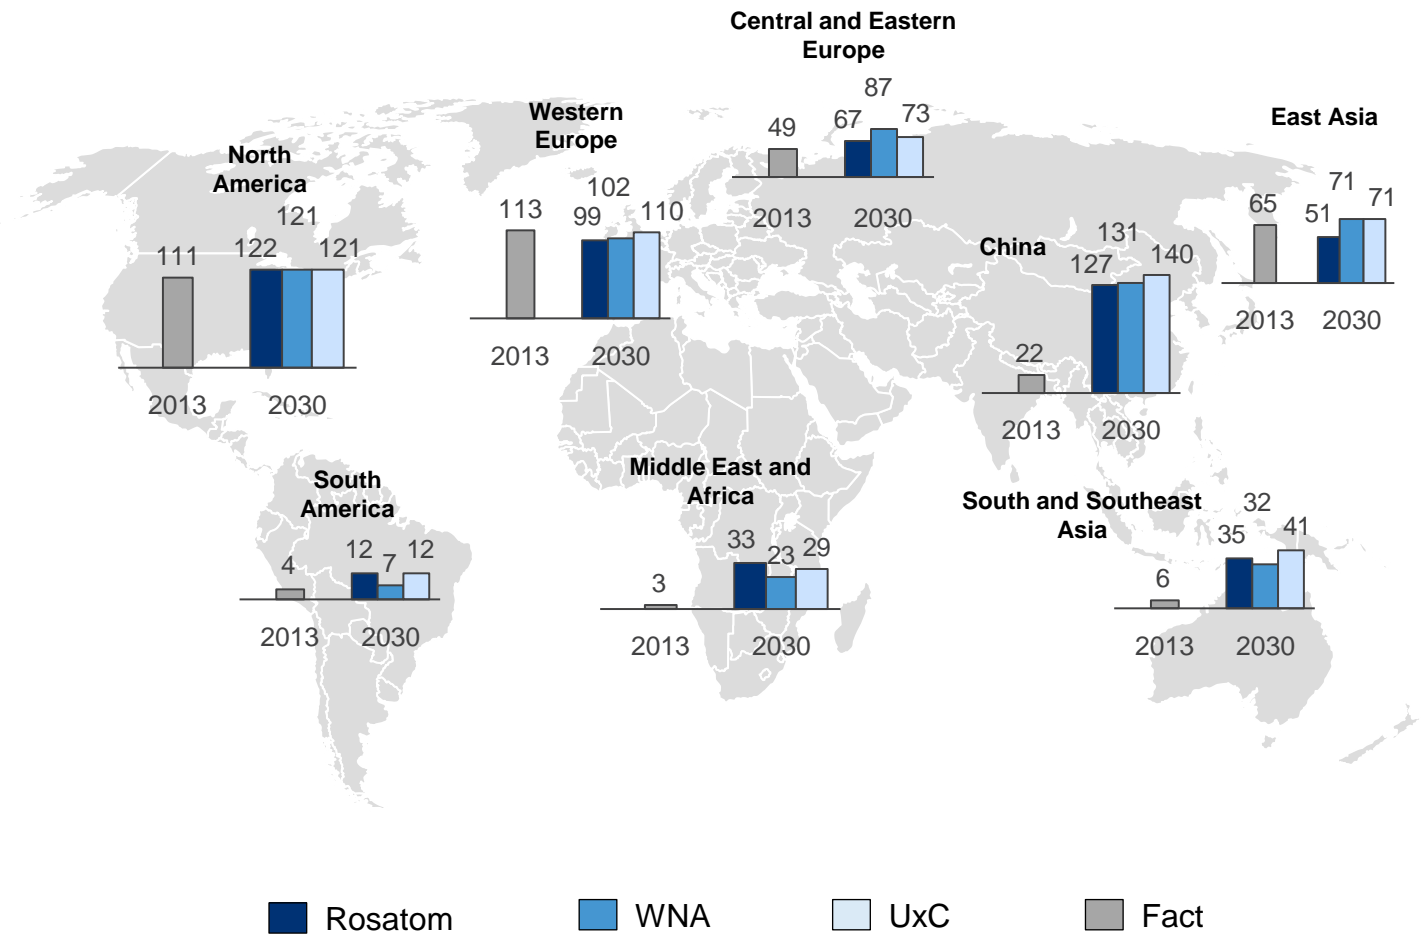 Central and Eastern
Europe
87
49
67
73
2013
2030
Western
Europe
102
113
99
110
2013
2030
East Asia
71
65
51
71
2013
2030
North
America
121
111
122
121
2013
2030
China
131
127
140
22
2013
2030
South
America
4
12
7
12
2013
2030
Middle East and
Africa
3
33
23
29
2013
2030
South and Southeast
Asia
32
35
41
6
2013
2030
Rosatom
WNA
UxC
Fact